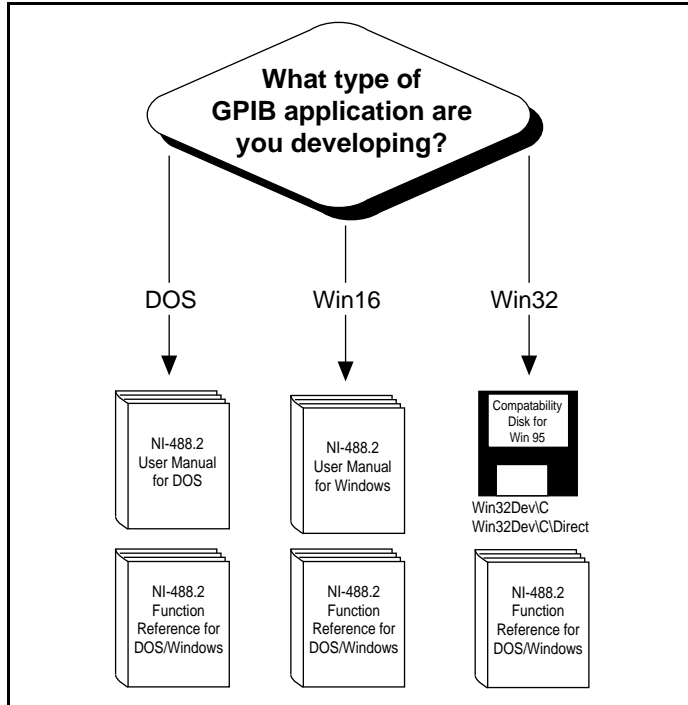 What type of
GPIB application are
you developing?
DOS
Win16
Win32
NI-488.2
User Manual
for DOS
NI-488.2
User Manual
for Windows
Compatability
Disk for
Win 95
Win32Dev\C
Win32Dev\C\Direct
NI-488.2
Function
Reference for
DOS/Windows
NI-488.2
Function
Reference for
DOS/Windows
NI-488.2
Function
Reference for
DOS/Windows